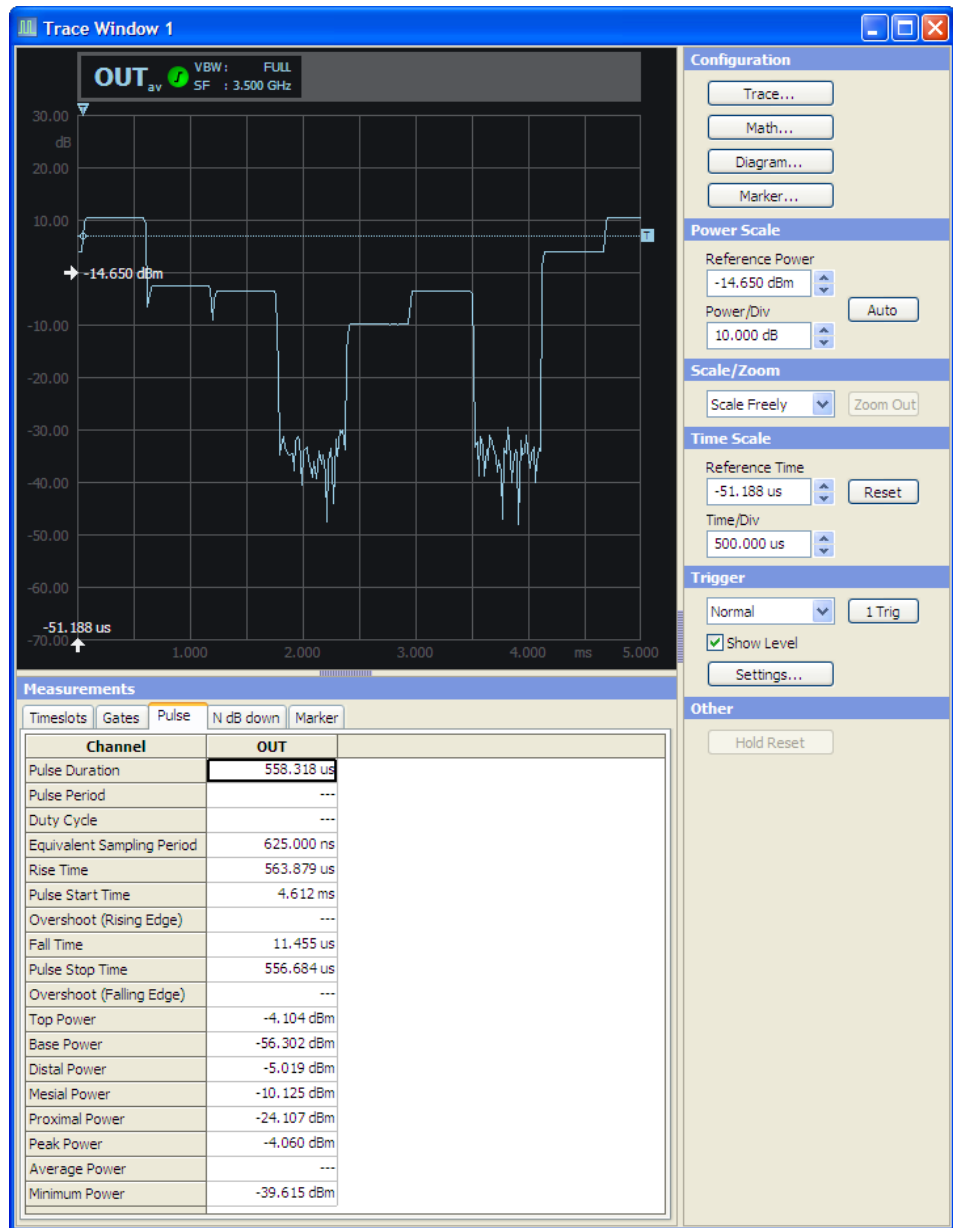 Trace Window 1
OUT av VBW: FULL
SF : 3.500 GHz
30.00
dB
20.00
10.00
T
-14.650 dBm
-10.00
-20.00
-30.00
-40.00
-50.00
-60.00
-51.188 us
-70.00
1.000 2.000 3.000 4.000 ms 5.000
Configuration
Trace...
Math...
Diagram...
Marker...
Power Scale
Reference Power
-14.650 dBm
Power/Div
Auto
10.000 dB
Scale/Zoom
Scale Freely Zoom Out
Time Scale
Reference Time
-51.188 us Reset
Time/Div
500.000 us
Trigger
Normal 1 Trig
Show Level
Settings...
Other
Hold Reset
Measurements
Timeslots Gates Pulse N dB down Marker
Channel OUT
Pulse Duration 558.318 us
Pulse Period ---
Duty Cycle ---
Equivalent Sampling Period 625.000 ns
Rise Time 563.879 us
Pulse Start Time 4.612 ms
Overshoot (Rising Edge) ---
Fall Time 11.455 us
Pulse Stop Time 556.684 us
Overshoot (Falling Edge) ---
Top Power -4.104 dBm
Base Power -56.302 dBm
Distal Power -5.019 dBm
Mesial Power -10.125 dBm
Proximal Power -24.107 dBm
Peak Power -4.060 dBm
Average Power ---
Minimum Power -39.615 dBm